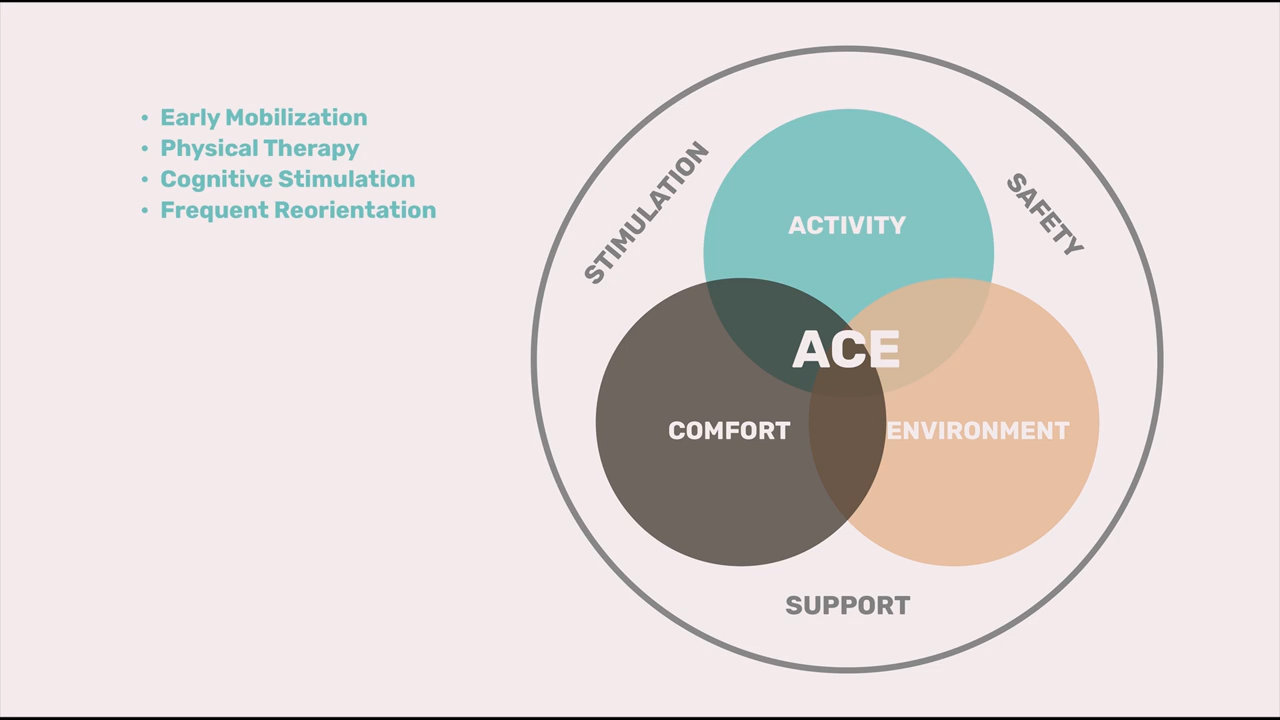 • Early Mobilization
• Physical Therapy
• Cognitive Stimulation
• Frequent Reorientation
STIMULATION
SAFETY
ACTIVITY
ACE
COMFORT
ENVIRONMENT
SUPPORT